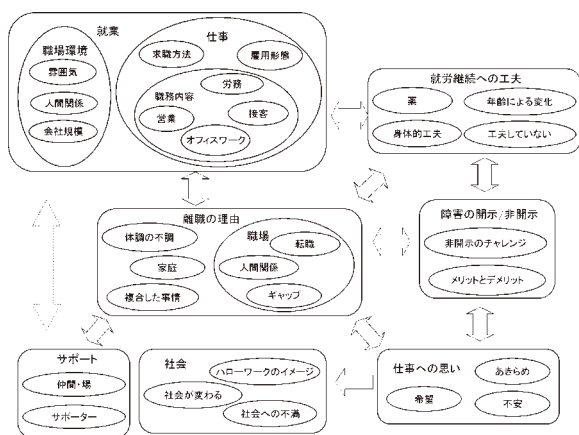 就業
職場環境
雰囲気
人間関係
会社規模
仕事
求職方法
雇用形態
職務内容
労務
営業
接客
オフィスワーク
就労継続への工夫
薬
年齢による変化
身体的工夫
工夫していない
離職の理由
体調の不調
家庭
複合した事情
職場
転職
人間関係
ギャップ
障害の開示/非開示
非開示のチャレンジ
メリットとデメリット
サポート
仲間・場
サポーター
社会
ハローワークのイメージ
社会が変わる
社会への不満
仕事への思い
あきらめ
希望
不安